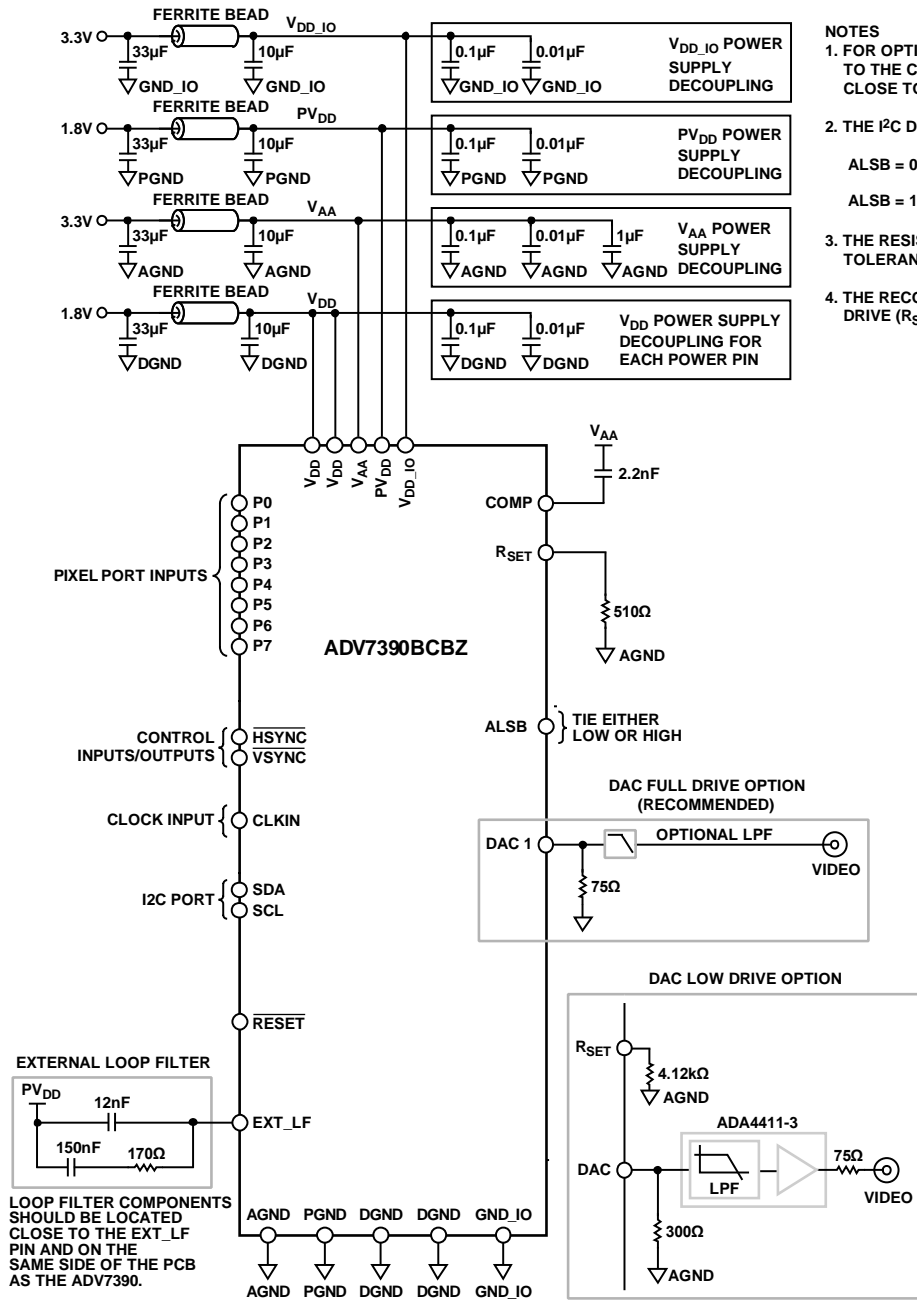 FERRITE BEAD
3.3V
33µF
10µF
V_DD_IO
GND_IO
GND_IO
0.1µF
0.01µF
GND_IO
GND_IO
V_DD_IO POWER
SUPPLY
DECOUPLING
FERRITE BEAD
1.8V
33µF
10µF
PV_DD
PGND
PGND
0.1µF
0.01µF
PGND
PGND
PV_DD POWER
SUPPLY
DECOUPLING
FERRITE BEAD
3.3V
33µF
10µF
V_AA
AGND
AGND
0.1µF
0.01µF
1µF
AGND
AGND
AGND
V_AA POWER
SUPPLY
DECOUPLING
FERRITE BEAD
1.8V
33µF
10µF
V_DD
DGND
DGND
0.1µF
0.01µF
DGND
DGND
V_DD POWER SUPPLY
DECOUPLING FOR
EACH POWER PIN
NOTES
1. FOR OPTI
TO THE C
CLOSE TO
2. THE I²C D
ALSB = 0
ALSB = 1
3. THE RESIS
TOLERAN
4. THE RECO
DRIVE (R_S
V_DD
V_DD
V_AA
PV_DD
V_DD_IO
PIXEL PORT INPUTS
P0
P1
P2
P3
P4
P5
P6
P7
ADV7390BCBZ
CONTROL
INPUTS/OUTPUTS
HSYNC
VSYNC
CLOCK INPUT
CLKIN
I2C PORT
SDA
SCL
RESET
EXT_LF
COMP
V_AA
2.2nF
R_SET
510Ω
AGND
ALSB
TIE EITHER
LOW OR HIGH
DAC FULL DRIVE OPTION
(RECOMMENDED)
DAC 1
OPTIONAL LPF
75Ω
VIDEO
DAC LOW DRIVE OPTION
R_SET
4.12kΩ
AGND
ADA4411-3
DAC
LPF
75Ω
VIDEO
300Ω
AGND
EXTERNAL LOOP FILTER
PV_DD
12nF
150nF
170Ω
LOOP FILTER COMPONENTS
SHOULD BE LOCATED
CLOSE TO THE EXT_LF
PIN AND ON THE
SAME SIDE OF THE PCB
AS THE ADV7390.
AGND PGND DGND DGND GND_IO
AGND PGND DGND DGND GND_IO